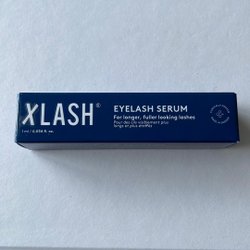 XLASH®
EYELASH SERUM
For longer, fuller looking lashes
Pour des cils visiblement plus
longs et plus étoffés